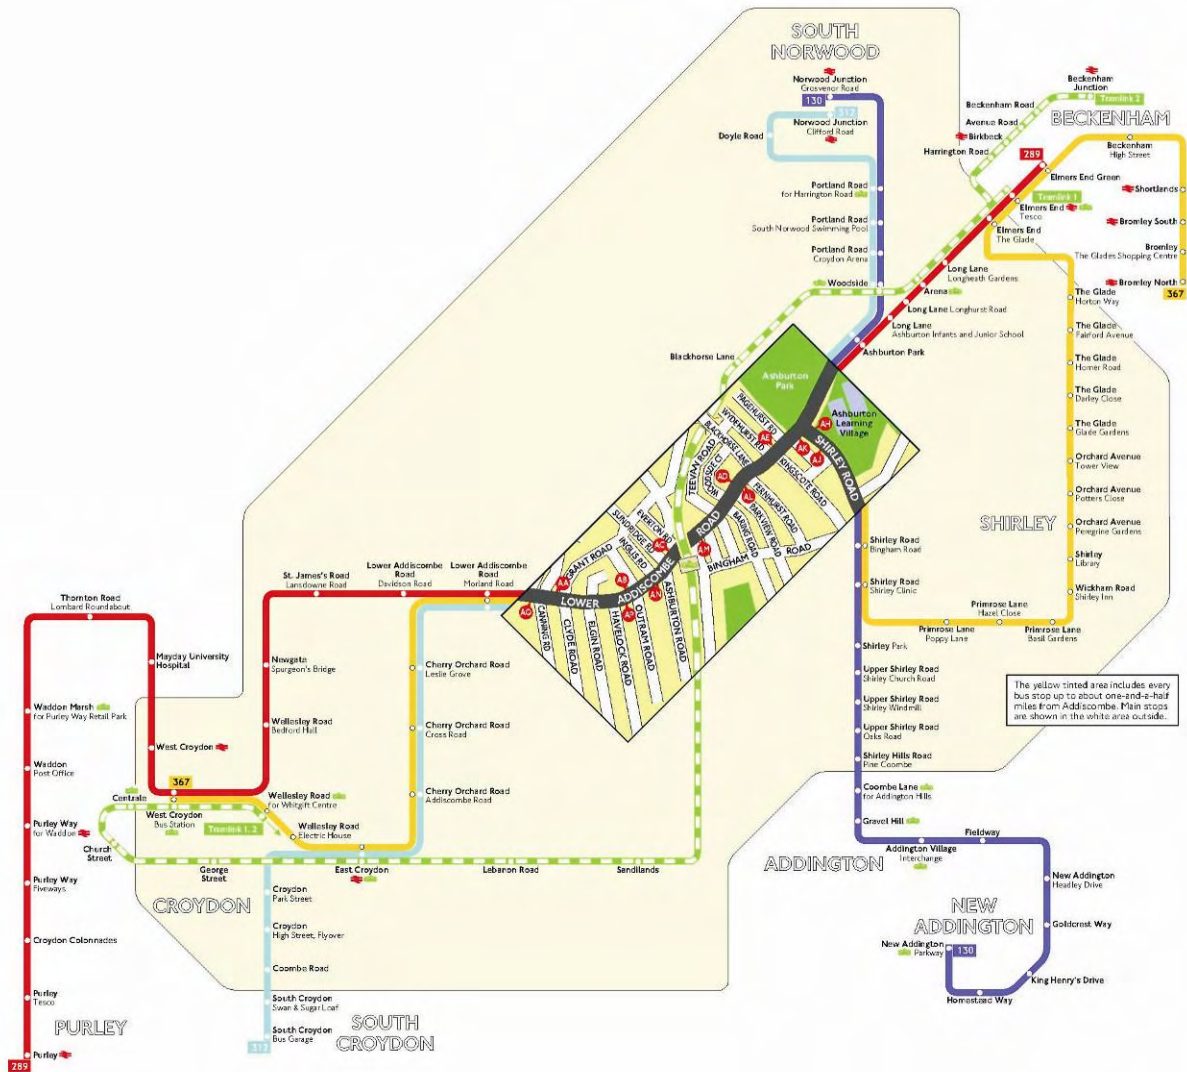 SOUTH
NORWOOD
Norwood Junction
Grosvenor Road
130
312
Norwood Junction
Clifford Road
Doyle Road
Portland Road
for Harrington Road
Portland Road
South Norwood Swimming Pool
Portland Road
Croydon Arena
Woodside
Blackhorse Lane
Beckenham
Junction
Tramlink 2
Beckenham Road
Avenue Road
Birkbeck
Harrington Road
BECKENHAM
289
Beckenham
High Street
Elmers End Green
Tramlink 1
Elmers End
Tesco
Elmers End
The Glade
Shortlands
Bromley South
Bromley
The Glades Shopping Centre
Bromley North
367
Long Lane
Longheath Gardens
Arena
Long Lane Longhurst Road
Long Lane
Ashburton Infants and Junior School
Ashburton Park
The Glade
Horton Way
The Glade
Fairford Avenue
The Glade
Homer Road
The Glade
Darley Close
The Glade
Glade Gardens
Orchard Avenue
Tower View
Orchard Avenue
Potters Close
Orchard Avenue
Peregrine Gardens
SHIRLEY
Shirley
Library
Wickham Road
Shirley Inn
Primrose Lane
Hazel Close
Primrose Lane
Poppy Lane
Primrose Lane
Basil Gardens
Ashburton
Park
Ashburton
Learning
Village
PAGEHURST RD
WYDEHURST RD
BLACKHORSE LANE
TEEVAN ROAD
WOODSIDE CT
EVERTON RD
SUNDRIDGE RD
INGLIS RD
GRANT ROAD
KINGSCOTE ROAD
SHIRLEY ROAD
FERNHURST ROAD
PARKVIEW ROAD
BARING ROAD
BINGHAM ROAD
LOWER ADDISCOMBE ROAD
CANNING RD
CLYDE ROAD
ELGIN ROAD
HAVELOCK ROAD
OUTRAM ROAD
ASHBURTON ROAD
AH
AE
AK
AJ
AD
AL
AC
AM
AA
AB
AN
AP
AQ
Shirley Road
Bingham Road
Shirley Road
Shirley Clinic
Shirley Park
Upper Shirley Road
Shirley Church Road
Upper Shirley Road
Shirley Windmill
Upper Shirley Road
Oaks Road
Shirley Hills Road
Pine Coombe
Coombe Lane
for Addington Hills
Gravel Hill
The yellow tinted area includes every
bus stop up to about one-and-a-half
miles from Addiscombe. Main stops
are shown in the white area outside.
ADDINGTON
Addington Village
Interchange
Fieldway
New Addington
Headley Drive
NEW
ADDINGTON
Goldcrest Way
New Addington
Parkway
130
King Henry's Drive
Homestead Way
Lower Addiscombe
Road
Morland Road
Lower Addiscombe
Road
Davidson Road
St. James's Road
Lansdowne Road
Thornton Road
Lombard Roundabout
Mayday University
Hospital
Newgate
Spurgeon's Bridge
Wellesley Road
Bedford Hall
West Croydon
Waddon Marsh
for Purley Way Retail Park
Waddon
Post Office
Purley Way
for Waddon
Purley Way
Fiveways
Croydon Colonnades
Purley
Tesco
PURLEY
289
Purley
Cherry Orchard Road
Leslie Grove
Cherry Orchard Road
Cross Road
Cherry Orchard Road
Addiscombe Road
367
Centrale
West Croydon
Bus Station
Tramlink 1, 2
Wellesley Road
for Whitgift Centre
Wellesley Road
Electric House
Church
Street
George
Street
East Croydon
Lebanon Road
Sandilands
CROYDON
Croydon
Park Street
Croydon
High Street, Flyover
Coombe Road
South Croydon
Swan & Sugar Loaf
South Croydon
Bus Garage
312
SOUTH
CROYDON